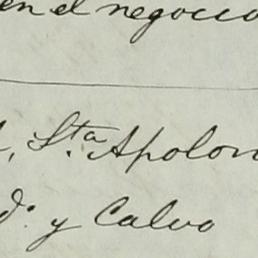 en el negocio
Sta Apolon
d.o y Calvo